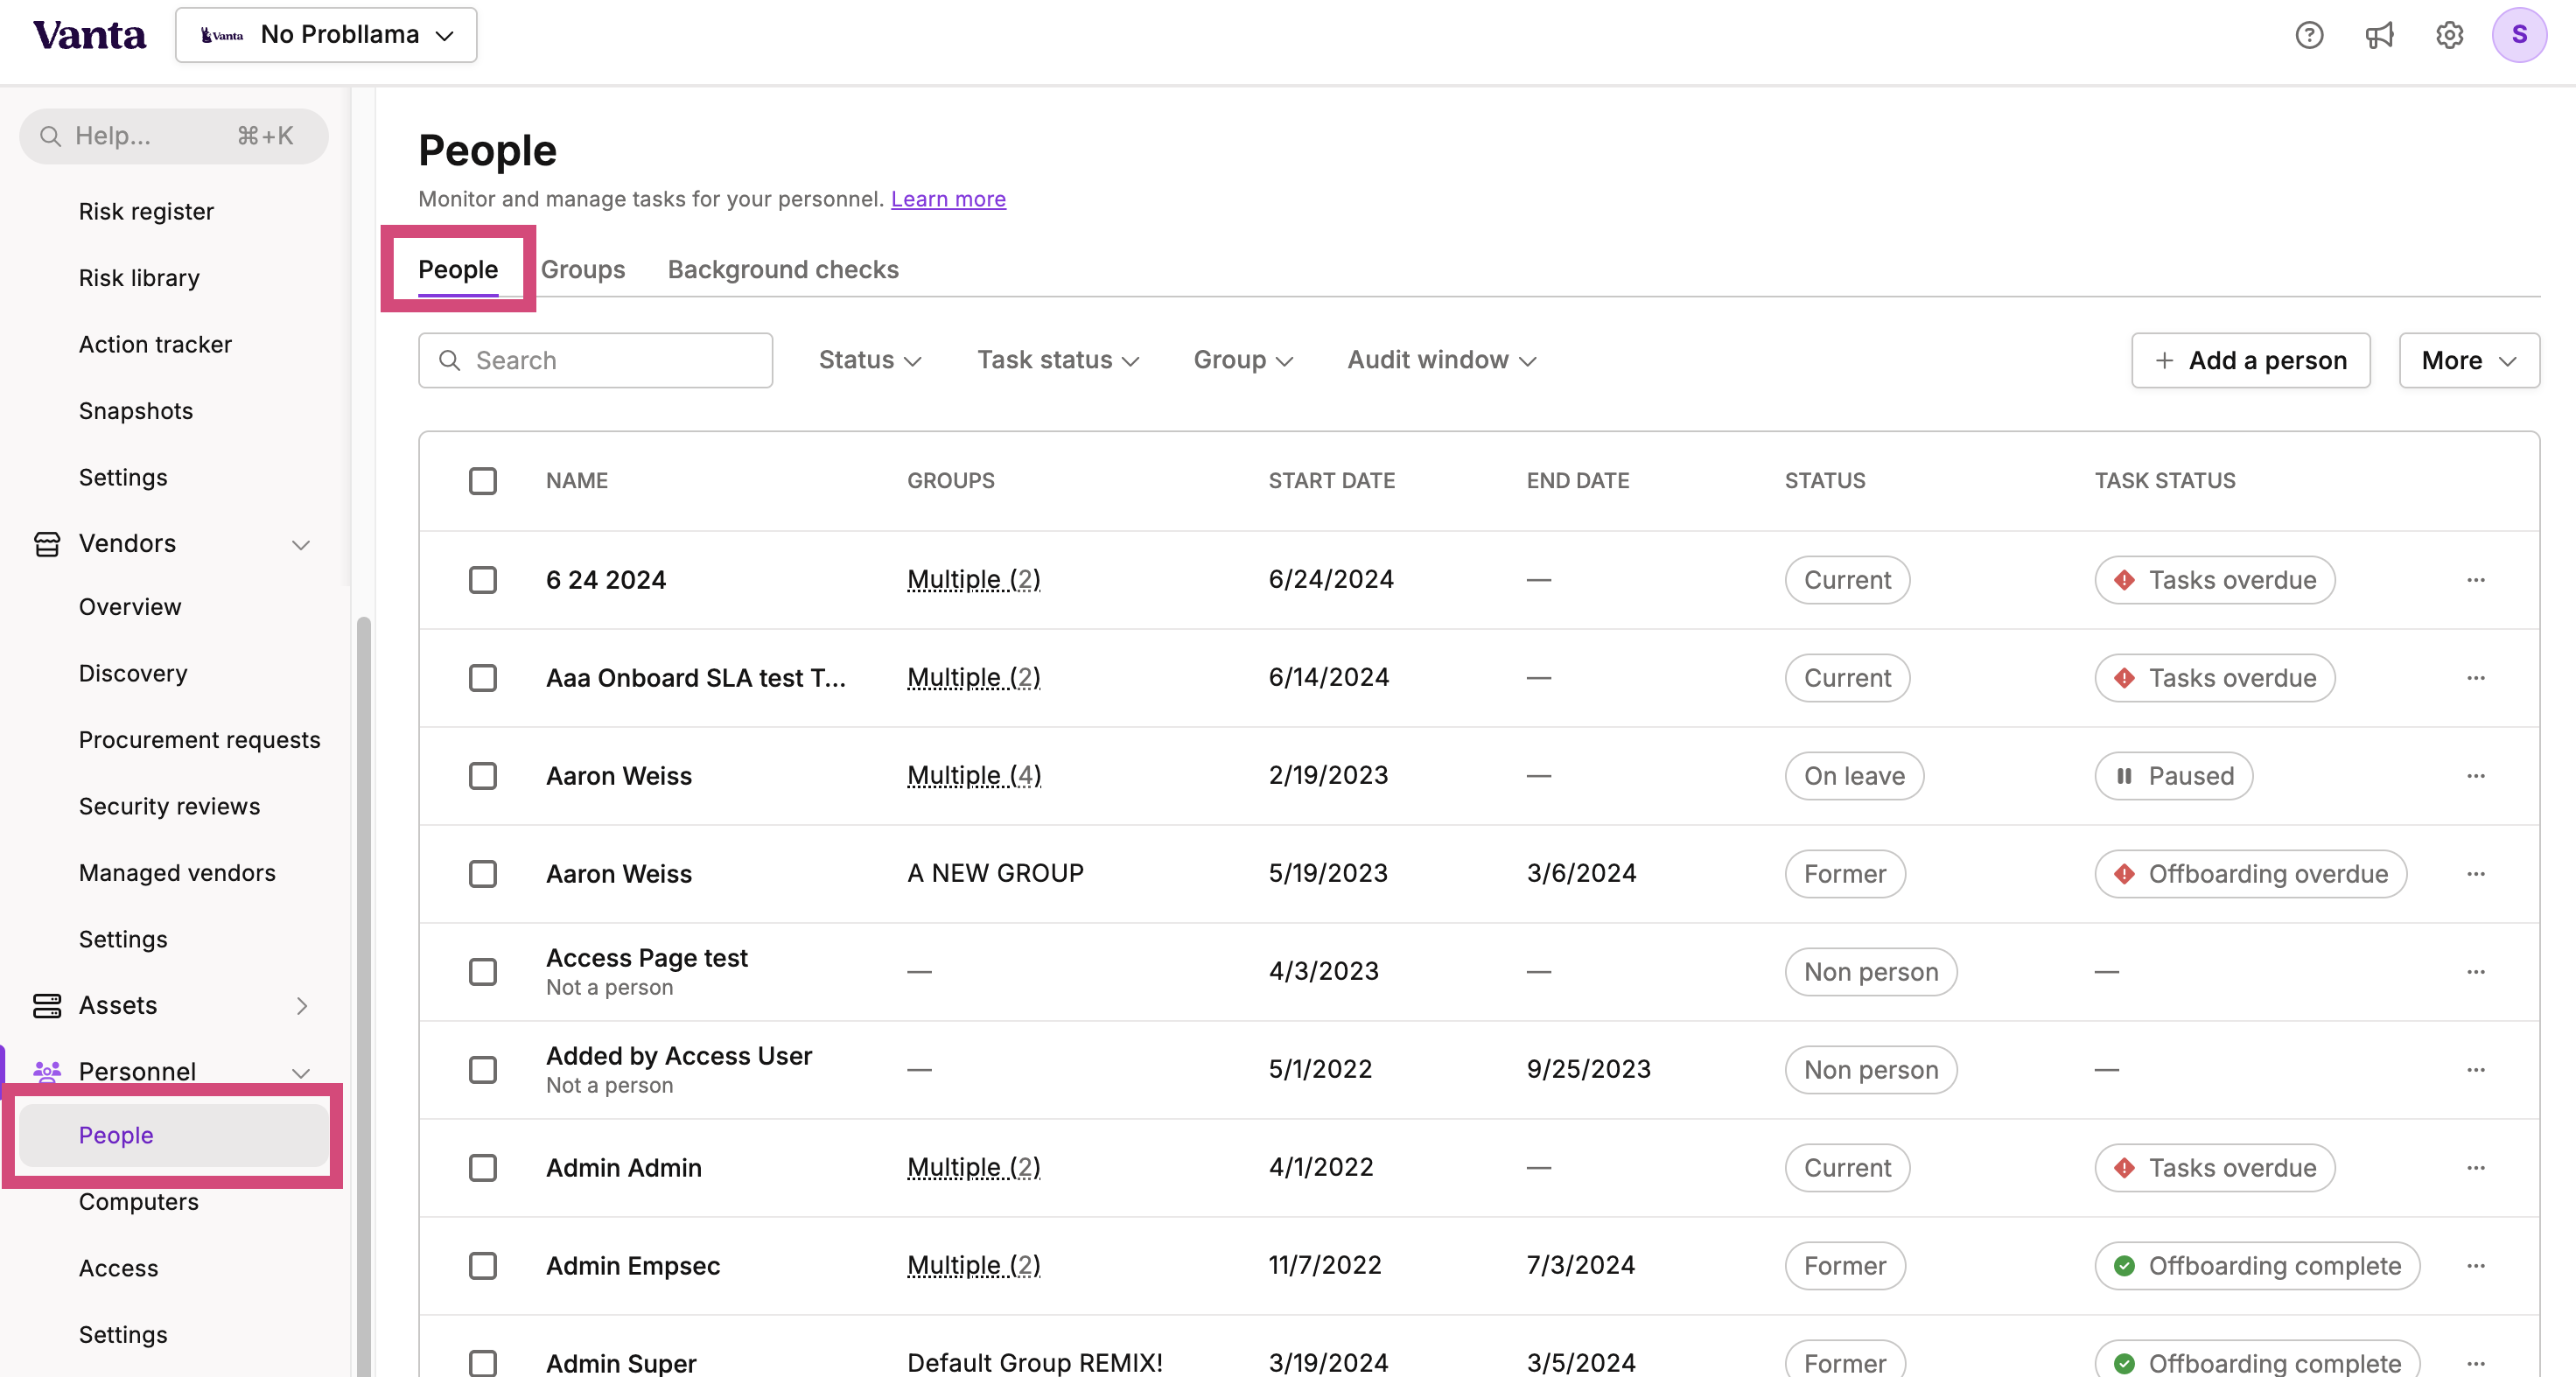 Vanta
Vanta No Probllama
S
Help... ⌘+K
Risk register
Risk library
Action tracker
Snapshots
Settings
Vendors
Overview
Discovery
Procurement requests
Security reviews
Managed vendors
Settings
Assets
Personnel
People
Computers
Access
Settings
People
Monitor and manage tasks for your personnel. Learn more
People Groups Background checks
Search Status Task status Group Audit window + Add a person More
NAME GROUPS START DATE END DATE STATUS TASK STATUS
6 24 2024 Multiple (2) 6/24/2024 — Current Tasks overdue ...
Aaa Onboard SLA test T... Multiple (2) 6/14/2024 — Current Tasks overdue ...
Aaron Weiss Multiple (4) 2/19/2023 — On leave Paused ...
Aaron Weiss A NEW GROUP 5/19/2023 3/6/2024 Former Offboarding overdue ...
Access Page test — 4/3/2023 — Non person — ...
Not a person
Added by Access User — 5/1/2022 9/25/2023 Non person — ...
Not a person
Admin Admin Multiple (2) 4/1/2022 — Current Tasks overdue ...
Admin Empsec Multiple (2) 11/7/2022 7/3/2024 Former Offboarding complete ...
Admin Super Default Group REMIX! 3/19/2024 3/5/2024 Former Offboarding complete ...